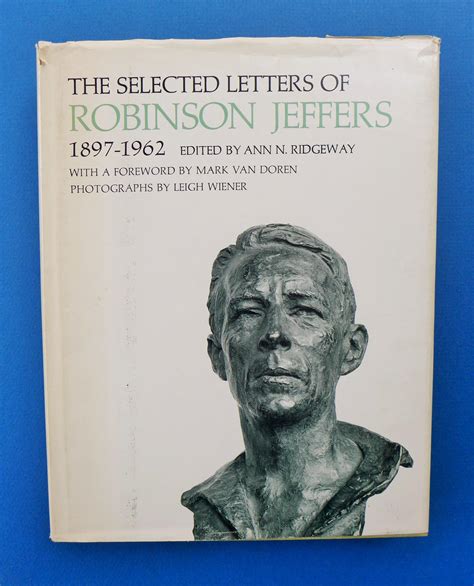 THE SELECTED LETTERS OF
ROBINSON JEFFERS
1897-1962 EDITED BY ANN N. RIDGEWAY
WITH A FOREWORD BY MARK VAN DOREN
PHOTOGRAPHS BY LEIGH WIENER